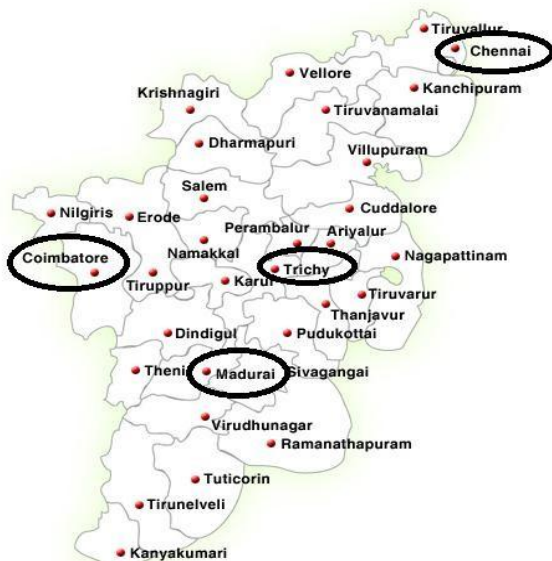 Tiruvallur
Chennai
Vellore
Kanchipuram
Krishnagiri
Tiruvanamalai
Dharmapuri
Villupuram
Salem
Nilgiris
Erode
Cuddalore
Perambalur
Ariyalur
Namakkal
Coimbatore
Nagapattinam
Trichy
Tiruppur
Karur
Tiruvarur
Thanjavur
Dindigul
Pudukottai
Theni
Madurai
Sivagangai
Virudhunagar
Ramanathapuram
Tuticorin
Tirunelveli
Kanyakumari